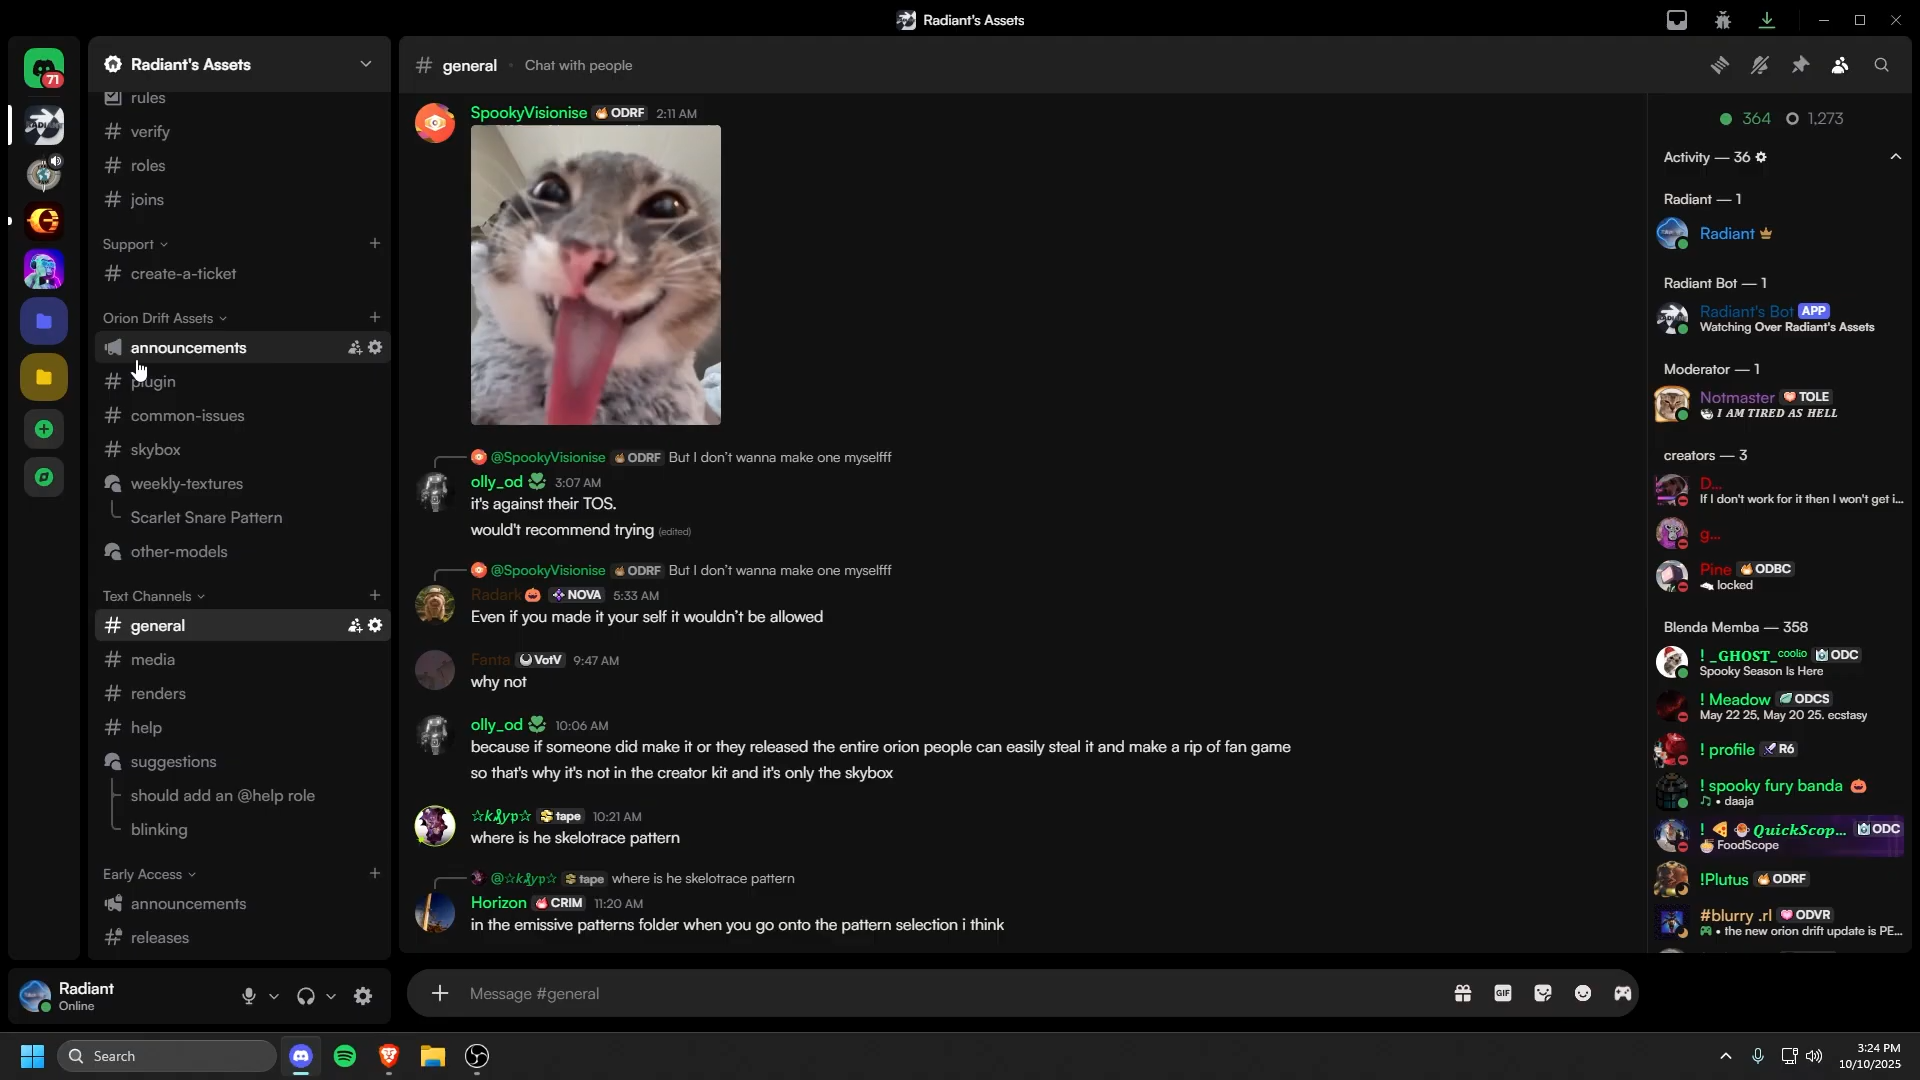 Radiant's Assets
71
Radiant's Assets
rules
# verify
# roles
# joins
Support
# create-a-ticket
Orion Drift Assets
announcements
# plugin
# common-issues
# skybox
weekly-textures
Scarlet Snare Pattern
other-models
Text Channels
# general
# media
# renders
# help
suggestions
should add an @help role
blinking
Early Access
announcements
# releases
Radiant
Online
# general • Chat with people
SpookyVisionise ODRF 2:11 AM
@SpookyVisionise ODRF But I don't wanna make one myselfff
olly_od 3:07 AM
it's against their TOS.
would't recommend trying (edited)
@SpookyVisionise ODRF But I don't wanna make one myselfff
Radark NOVA 5:33 AM
Even if you made it your self it wouldn't be allowed
Fanta VotV 9:47 AM
why not
olly_od 10:06 AM
because if someone did make it or they released the entire orion people can easily steal it and make a rip of fan game
so that's why it's not in the creator kit and it's only the skybox
tape 10:21 AM
where is he skelotrace pattern
tape where is he skelotrace pattern
Horizon CRIM 11:20 AM
in the emissive patterns folder when you go onto the pattern selection i think
Message #general
GIF
364 1,273
Activity — 36
Radiant — 1
Radiant
Radiant Bot — 1
Radiant's Bot APP
Watching Over Radiant's Assets
Moderator — 1
Notmaster TOLE
I AM TIRED AS HELL
creators — 3
D...
If I don't work for it then I won't get i...
g...
Pine ODBC
locked
Blenda Memba — 358
! _GHOST_coolio ODC
Spooky Season Is Here
! Meadow ODCS
May 22 25, May 20 25. ecstasy
! profile R6
! spooky fury banda
• daaja
! QuickScop... ODC
FoodScope
!Plutus ODRF
#blurry .rl ODVR
• the new orion drift update is PE...
Search
3:24 PM
10/10/2025